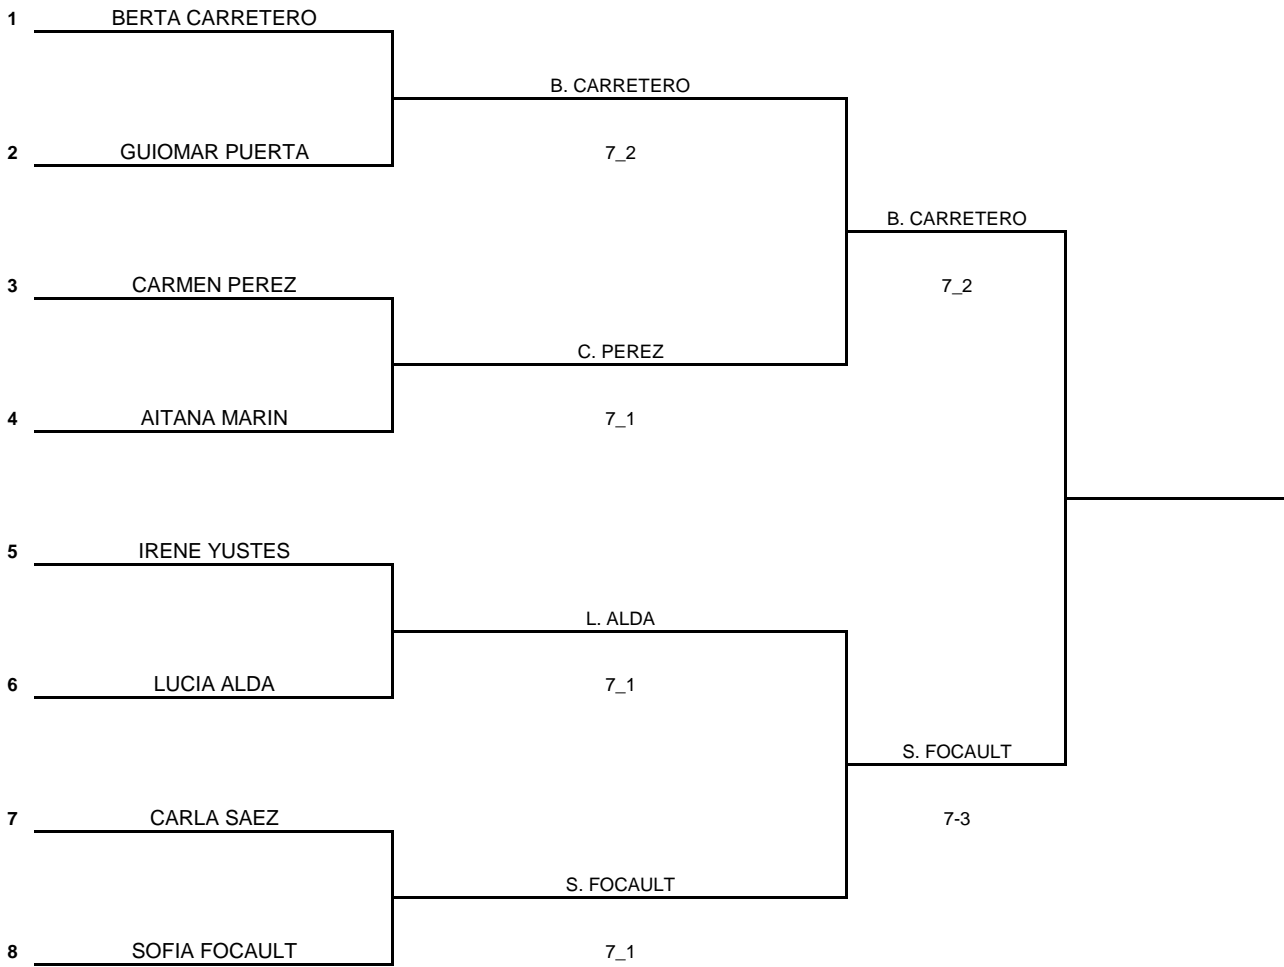 1 BERTA CARRETERO
B. CARRETERO
2 GUIOMAR PUERTA 7_2
B. CARRETERO
3 CARMEN PEREZ 7_2
C. PEREZ
4 AITANA MARIN 7_1
5 IRENE YUSTES
L. ALDA
6 LUCIA ALDA 7_1
S. FOCAULT
7 CARLA SAEZ 7-3
S. FOCAULT
8 SOFIA FOCAULT 7_1